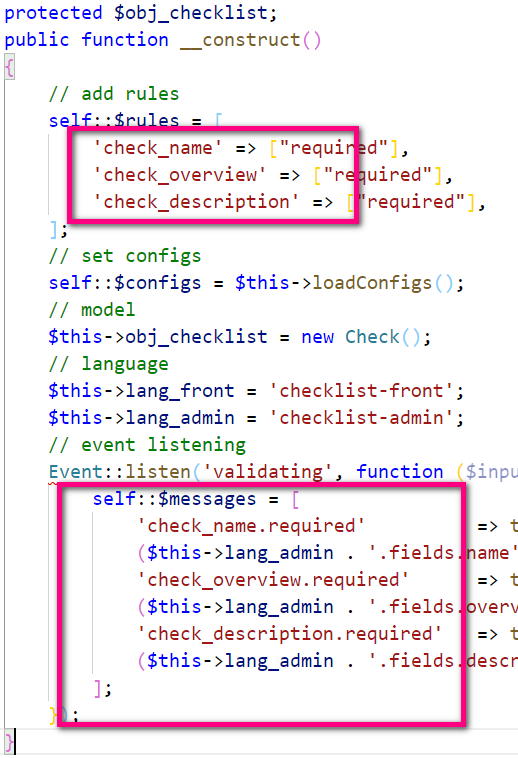 protected $obj_checklist;
public function __construct()
{
    // add rules
    self::$rules = [
        'check_name' => ["required"],
        'check_overview' => ["required"],
        'check_description' => ["required"],
    ];
    // set configs
    self::$configs = $this->loadConfigs();
    // model
    $this->obj_checklist = new Check();
    // language
    $this->lang_front = 'checklist-front';
    $this->lang_admin = 'checklist-admin';
    // event listening
    Event::listen('validating', function ($inpu
        self::$messages = [
            'check_name.required' => t
            ($this->lang_admin . '.fields.name'
            'check_overview.required' => t
            ($this->lang_admin . '.fields.overv
            'check_description.required' => t
            ($this->lang_admin . '.fields.descr
        ];
    });
}